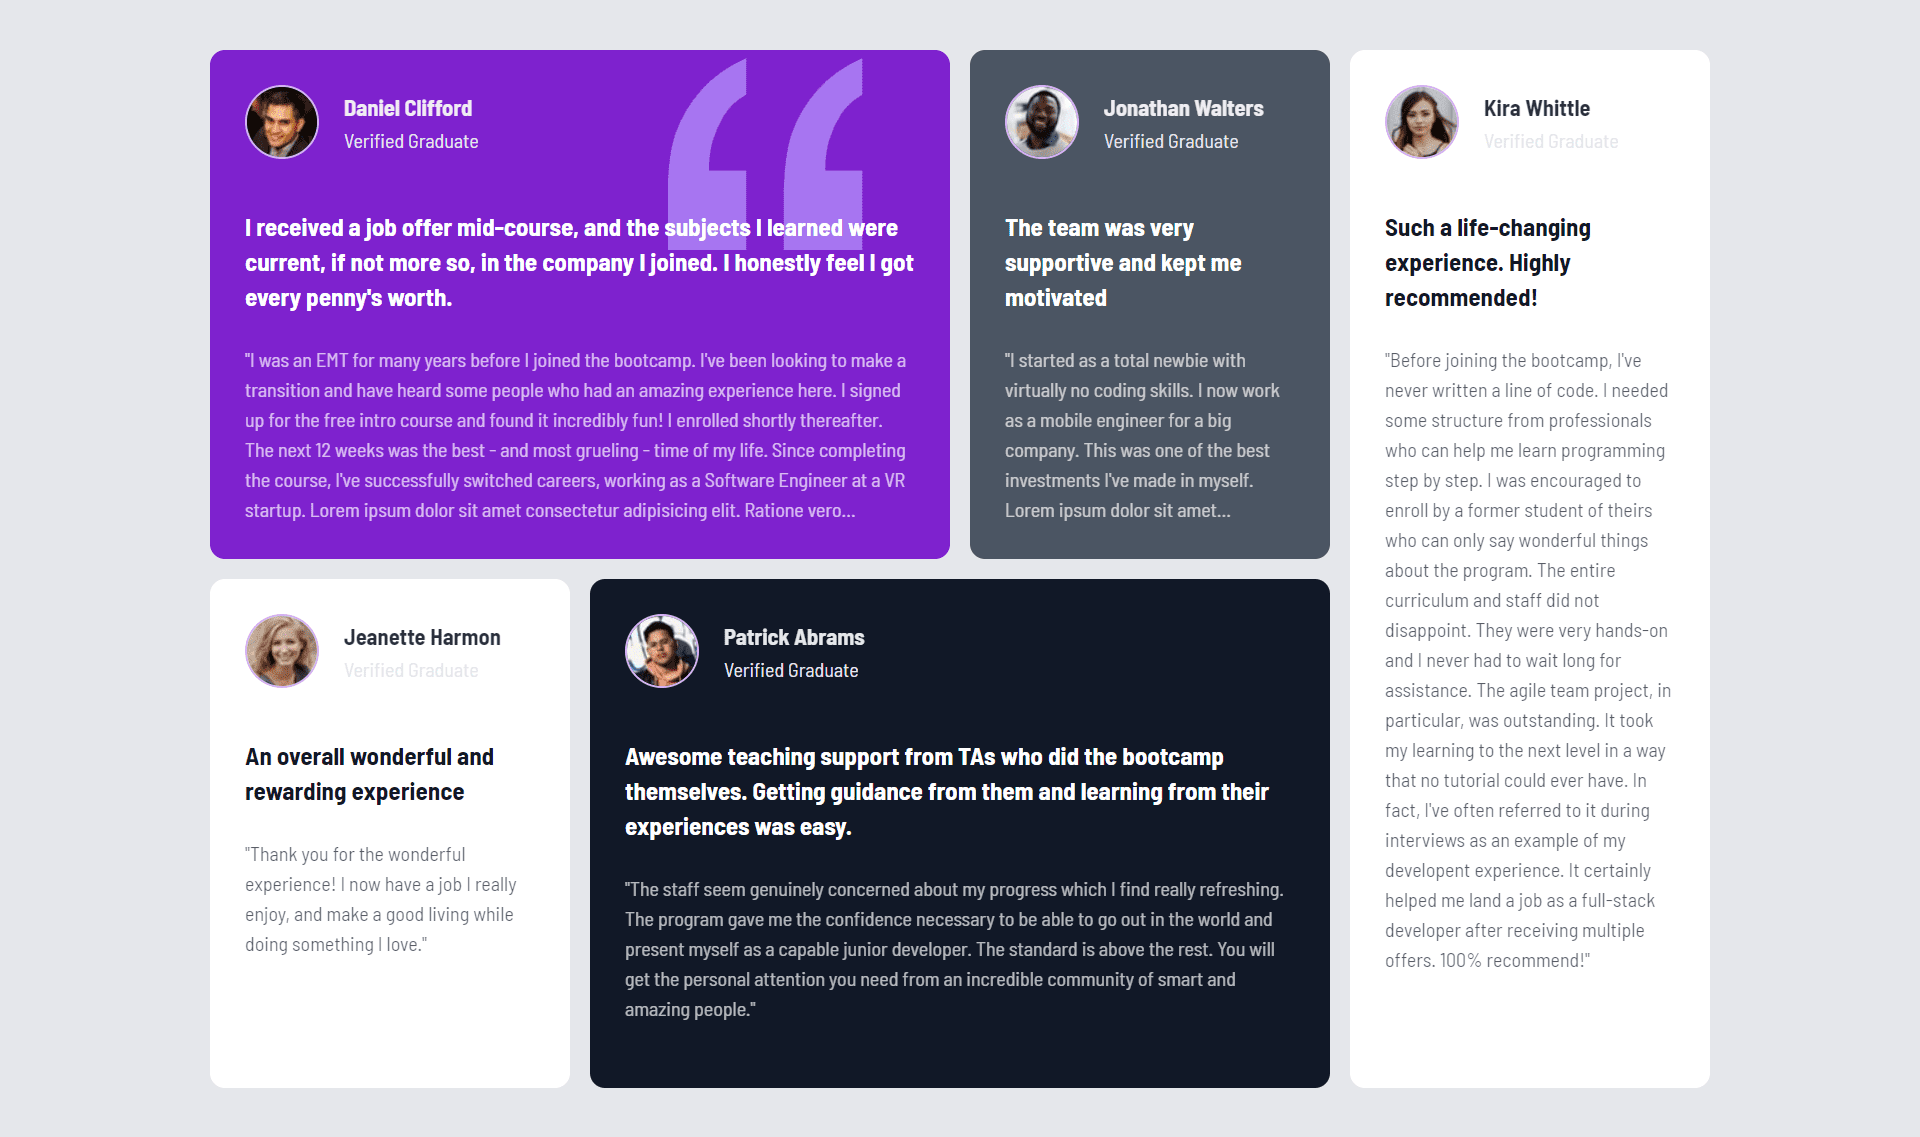 Daniel Clifford
Verified Graduate
I received a job offer mid-course, and the subjects I learned were
current, if not more so, in the company I joined. I honestly feel I got
every penny's worth.
"I was an EMT for many years before I joined the bootcamp. I've been looking to make a
transition and have heard some people who had an amazing experience here. I signed
up for the free intro course and found it incredibly fun! I enrolled shortly thereafter.
The next 12 weeks was the best - and most grueling - time of my life. Since completing
the course, I've successfully switched careers, working as a Software Engineer at a VR
startup. Lorem ipsum dolor sit amet consectetur adipisicing elit. Ratione vero...
Jonathan Walters
Verified Graduate
The team was very
supportive and kept me
motivated
"I started as a total newbie with
virtually no coding skills. I now work
as a mobile engineer for a big
company. This was one of the best
investments I've made in myself.
Lorem ipsum dolor sit amet...
Kira Whittle
Verified Graduate
Such a life-changing
experience. Highly
recommended!
"Before joining the bootcamp, I've
never written a line of code. I needed
some structure from professionals
who can help me learn programming
step by step. I was encouraged to
enroll by a former student of theirs
who can only say wonderful things
about the program. The entire
curriculum and staff did not
disappoint. They were very hands-on
and I never had to wait long for
assistance. The agile team project, in
particular, was outstanding. It took
my learning to the next level in a way
that no tutorial could ever have. In
fact, I've often referred to it during
interviews as an example of my
developent experience. It certainly
helped me land a job as a full-stack
developer after receiving multiple
offers. 100% recommend!"
Jeanette Harmon
Verified Graduate
An overall wonderful and
rewarding experience
"Thank you for the wonderful
experience! I now have a job I really
enjoy, and make a good living while
doing something I love."
Patrick Abrams
Verified Graduate
Awesome teaching support from TAs who did the bootcamp
themselves. Getting guidance from them and learning from their
experiences was easy.
"The staff seem genuinely concerned about my progress which I find really refreshing.
The program gave me the confidence necessary to be able to go out in the world and
present myself as a capable junior developer. The standard is above the rest. You will
get the personal attention you need from an incredible community of smart and
amazing people."